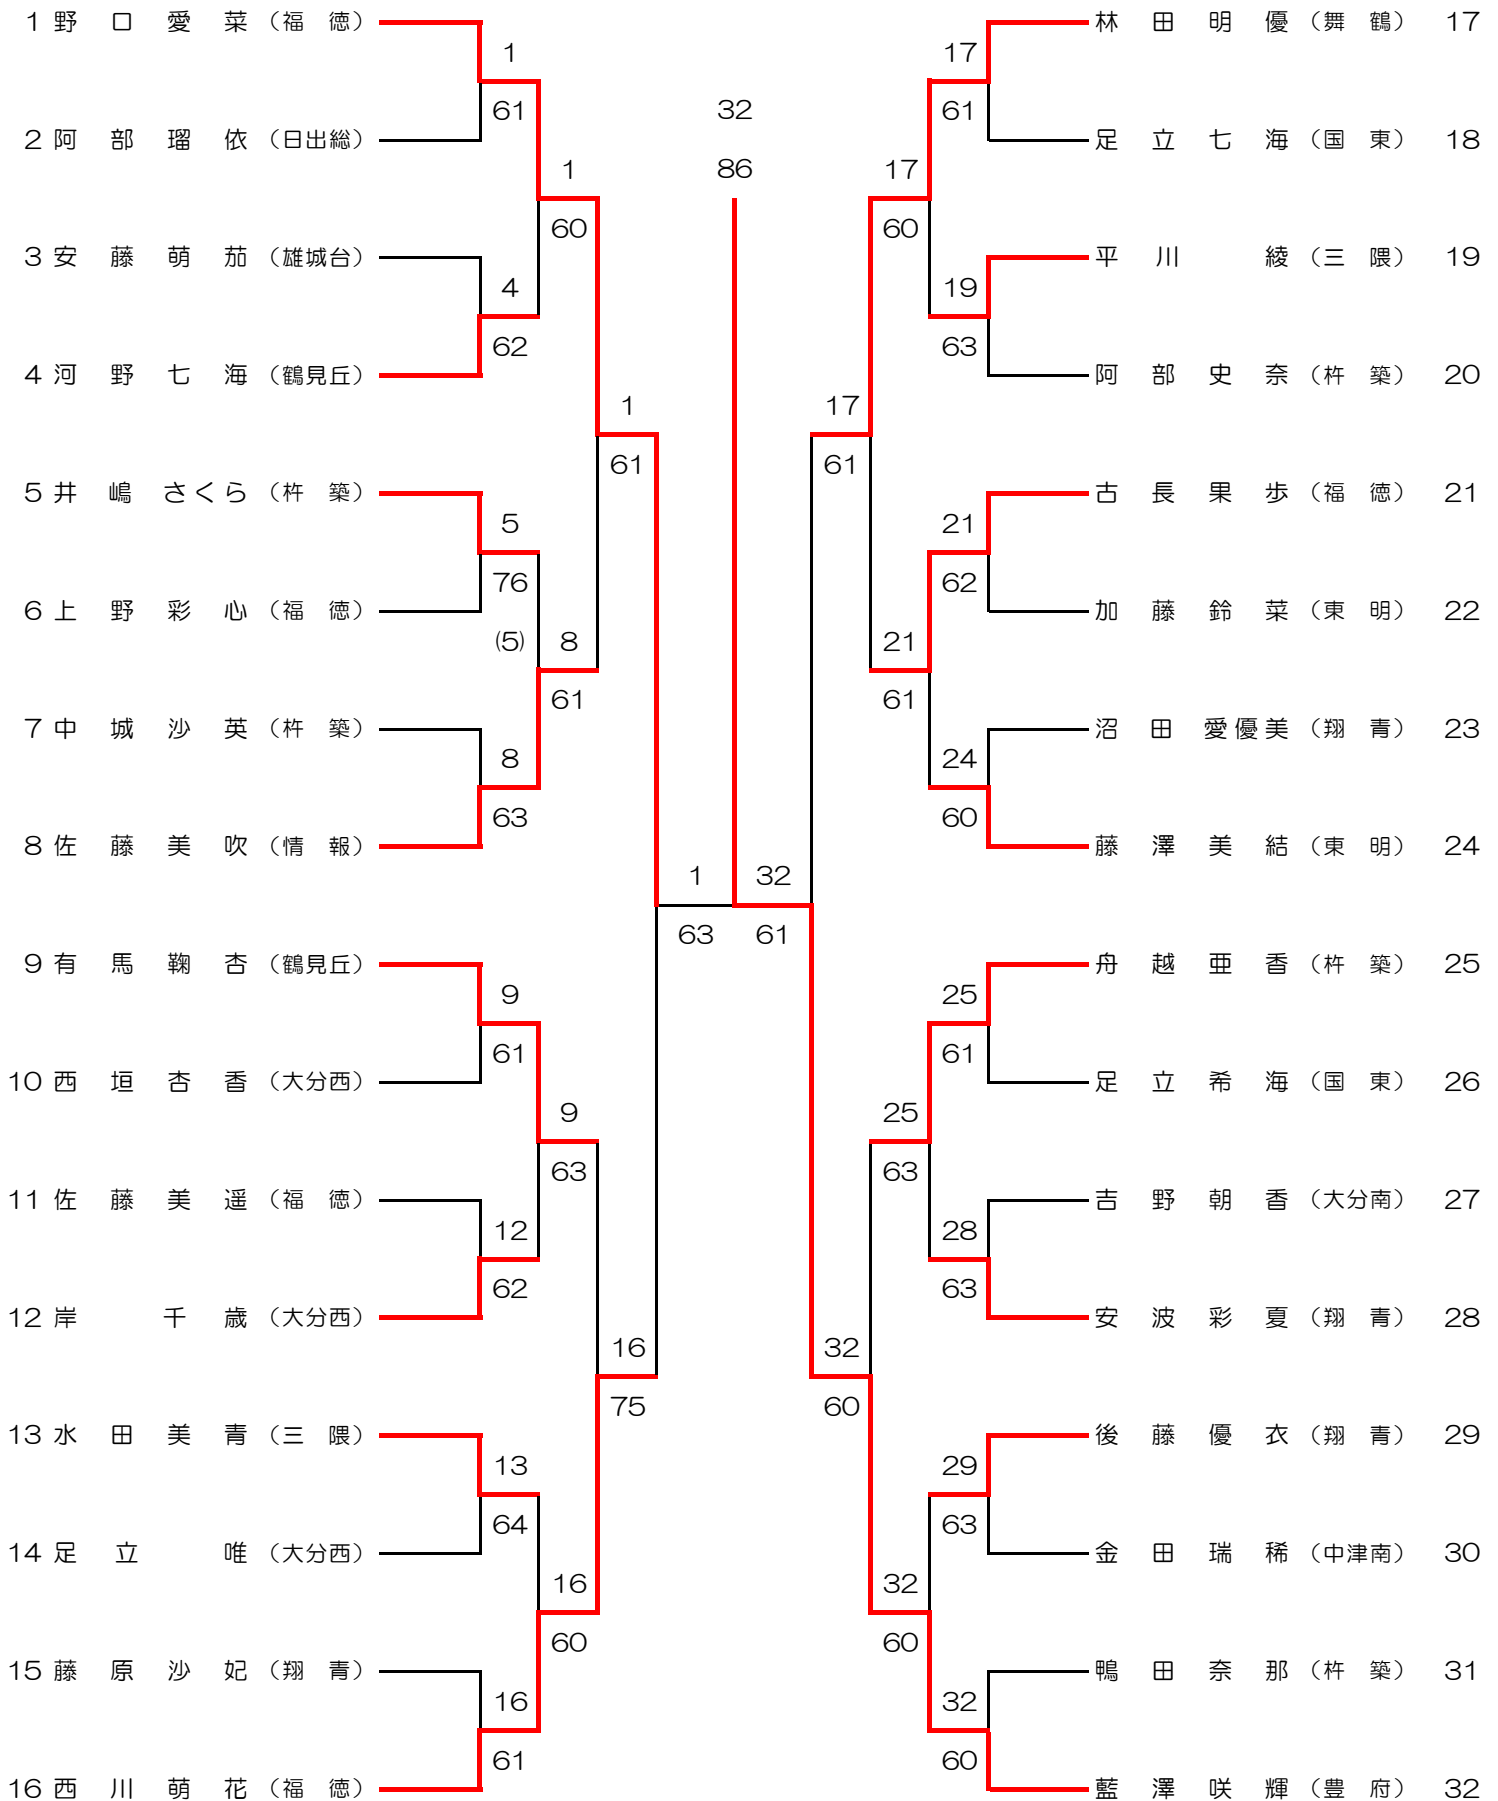 1 野口愛菜（福徳）
2 阿部瑠依（日出総）
3 安藤萌茄（雄城台）
4 河野七海（鶴見丘）
5 井嶋さくら（杵築）
6 上野彩心（福徳）
7 中城沙英（杵築）
8 佐藤美吹（情報）
9 有馬鞠杏（鶴見丘）
10 西垣杏香（大分西）
11 佐藤美遥（福徳）
12 岸千歳（大分西）
13 水田美青（三隈）
14 足立唯（大分西）
15 藤原沙妃（翔青）
16 西川萌花（福徳）
1
61
4
62
5
76
(5)
8
63
9
61
12
62
13
64
16
61
1
60
8
61
9
63
16
60
1
61
16
75
1
63
32
86
32
61
17
61
32
60
17
60
21
61
25
63
32
60
17
61
19
63
21
62
24
60
25
61
28
63
29
63
32
60
林田明優（舞鶴） 17
足立七海（国東） 18
平川綾（三隈） 19
阿部史奈（杵築） 20
古長果歩（福徳） 21
加藤鈴菜（東明） 22
沼田愛優美（翔青） 23
藤澤美結（東明） 24
舟越亜香（杵築） 25
足立希海（国東） 26
吉野朝香（大分南） 27
安波彩夏（翔青） 28
後藤優衣（翔青） 29
金田瑞稀（中津南） 30
鴨田奈那（杵築） 31
藍澤咲輝（豊府） 32